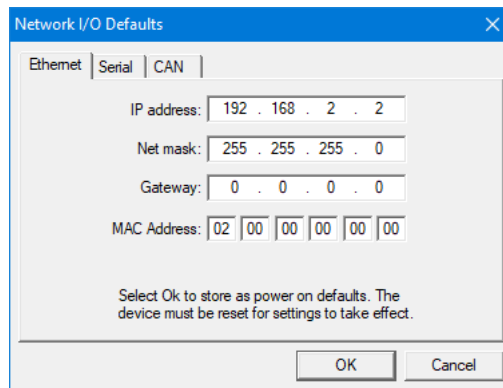 Network I/O Defaults
Ethernet Serial CAN
IP address: 192 . 168 . 2 . 2
Net mask: 255 . 255 . 255 . 0
Gateway: 0 . 0 . 0 . 0
MAC Address: 02 00 00 00 00 00
Select Ok to store as power on defaults. The
device must be reset for settings to take effect.
OK Cancel